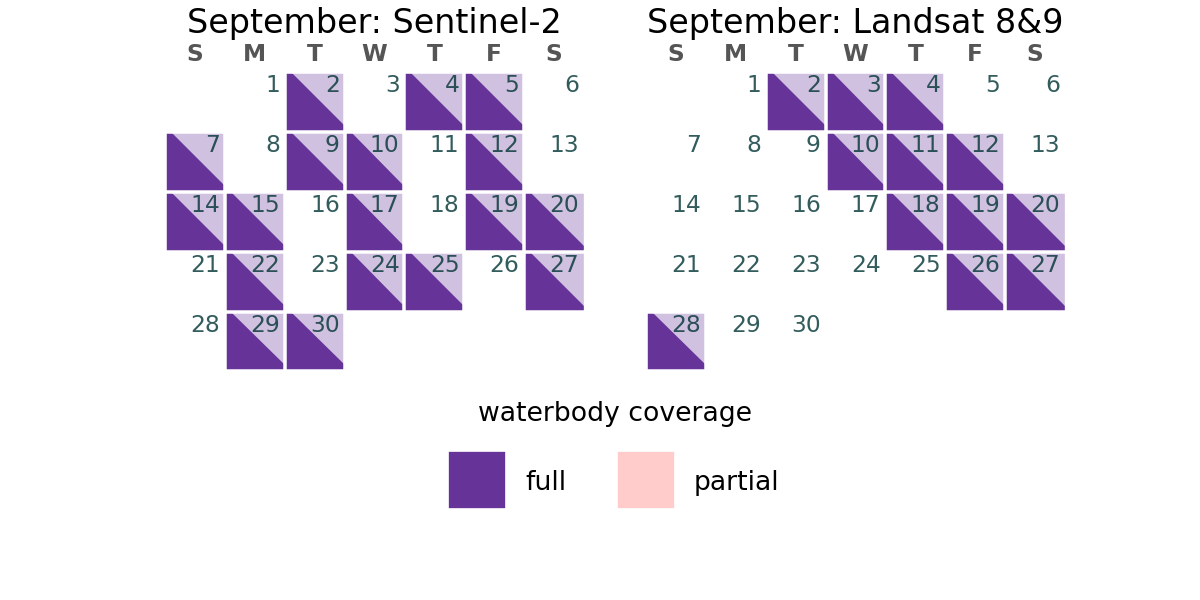 September: Sentinel-2
S M T W T F S
1 2 3 4 5 6
7 8 9 10 11 12 13
14 15 16 17 18 19 20
21 22 23 24 25 26 27
28 29 30
September: Landsat 8&9
S M T W T F S
1 2 3 4 5 6
7 8 9 10 11 12 13
14 15 16 17 18 19 20
21 22 23 24 25 26 27
28 29 30
waterbody coverage
full partial